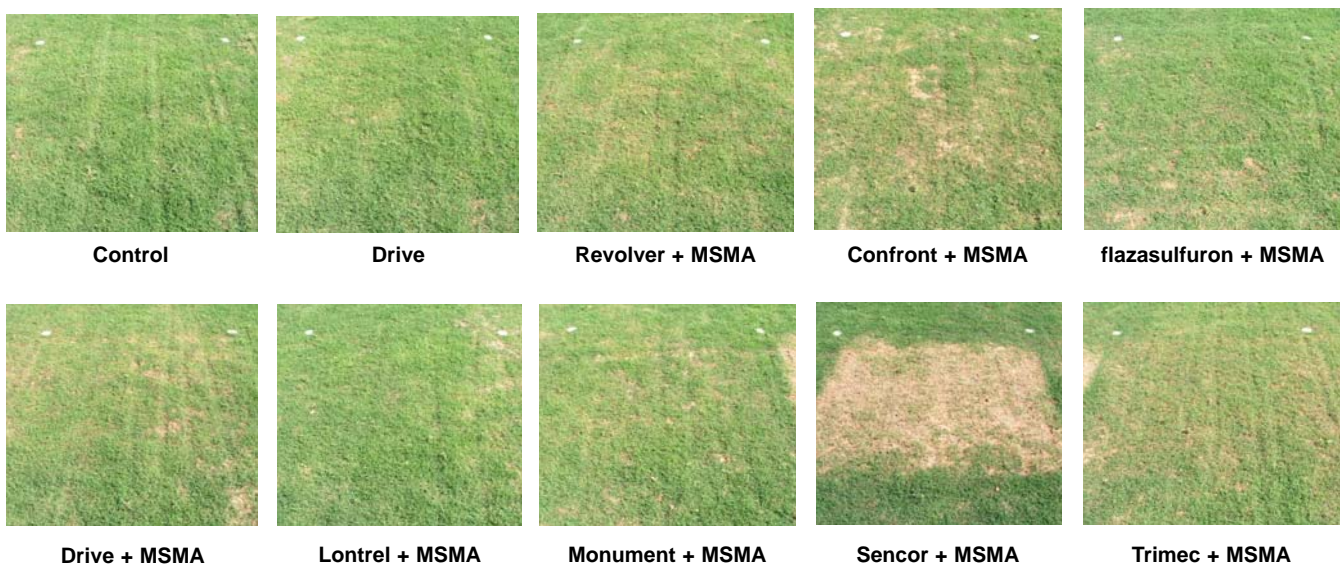 Control
Drive
Revolver + MSMA
Confront + MSMA
flazasulfuron + MSMA
Drive + MSMA
Lontrel + MSMA
Monument + MSMA
Sencor + MSMA
Trimec + MSMA